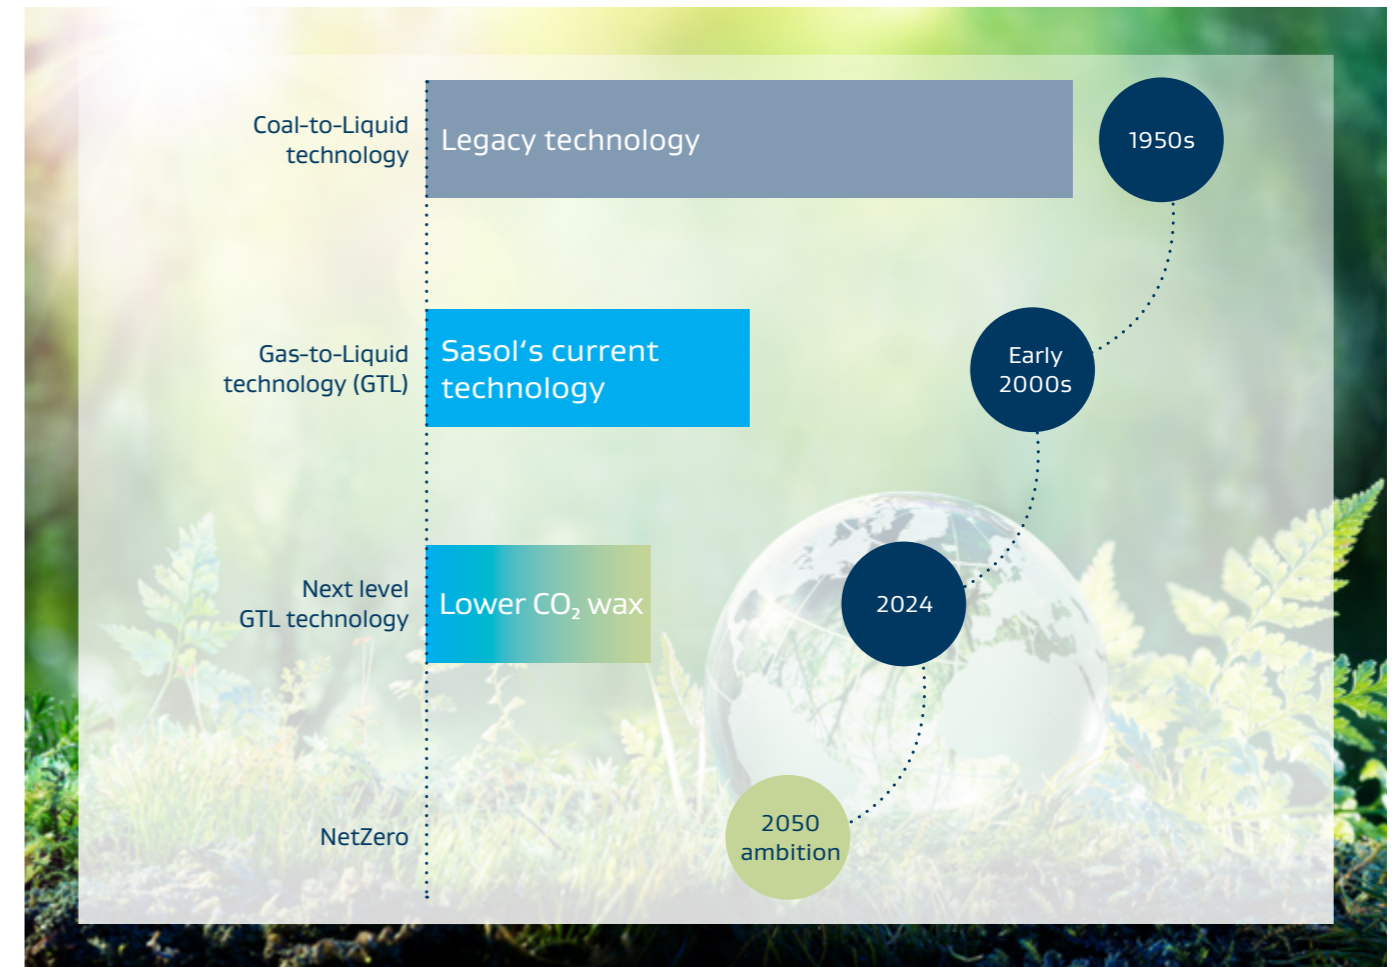 Coal-to-Liquid
technology
Legacy technology
1950s
Gas-to-Liquid
technology (GTL)
Sasol‘s current
technology
Early
2000s
Next level
GTL technology
Lower CO₂ wax
2024
NetZero
2050
ambition